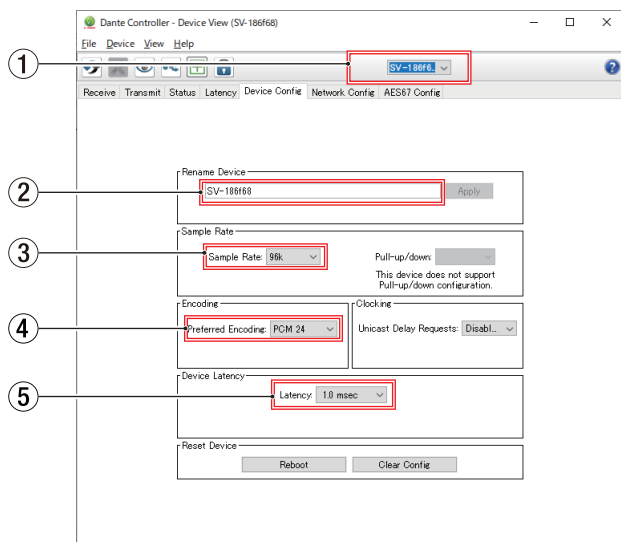 Dante Controller - Device View (SV-186f68)
File Device View Help
1
SV-186f6.
?
Receive Transmit Status Latency Device Config Network Config AES67 Config
Rename Device
2
SV-186f68
Apply
Sample Rate
3
Sample Rate: 96k
Pull-up/down:
This device does not support
Pull-up/down configuration.
Encoding
Clocking
4
Preferred Encoding: PCM 24
Unicast Delay Requests: Disabl..
Device Latency
5
Latency: 1.0 msec
Reset Device
Reboot
Clear Config